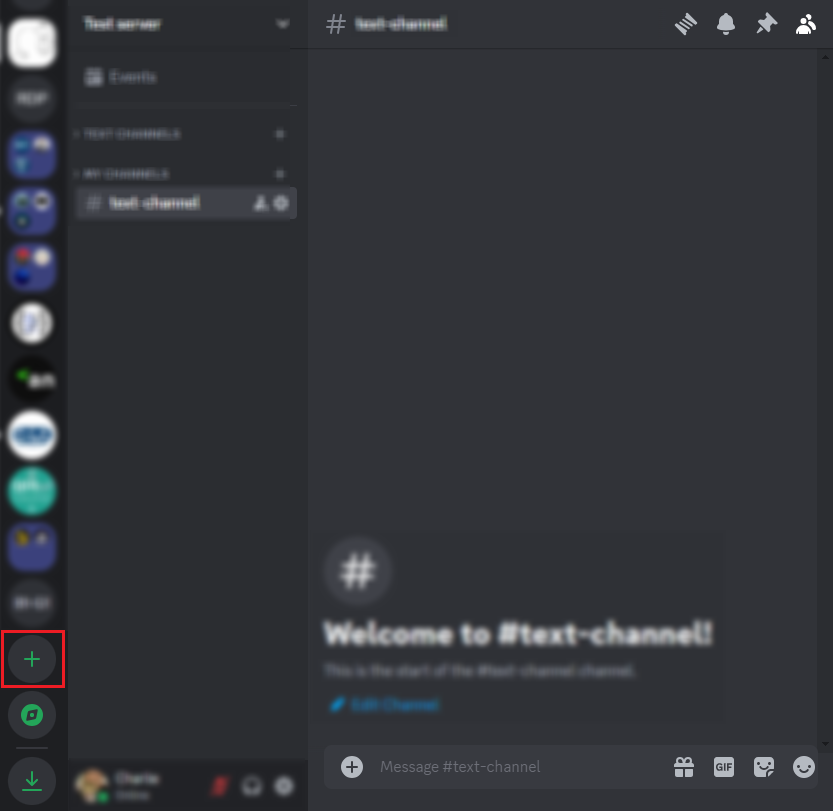 Test server
# text-channel
RDP
Events
TEXT CHANNELS
MY CHANNELS
# text-channel
an
#
Welcome to #text-channel!
This is the start of the #text-channel channel.
Edit Channel
Message #text-channel
GIF
Charlie
Online